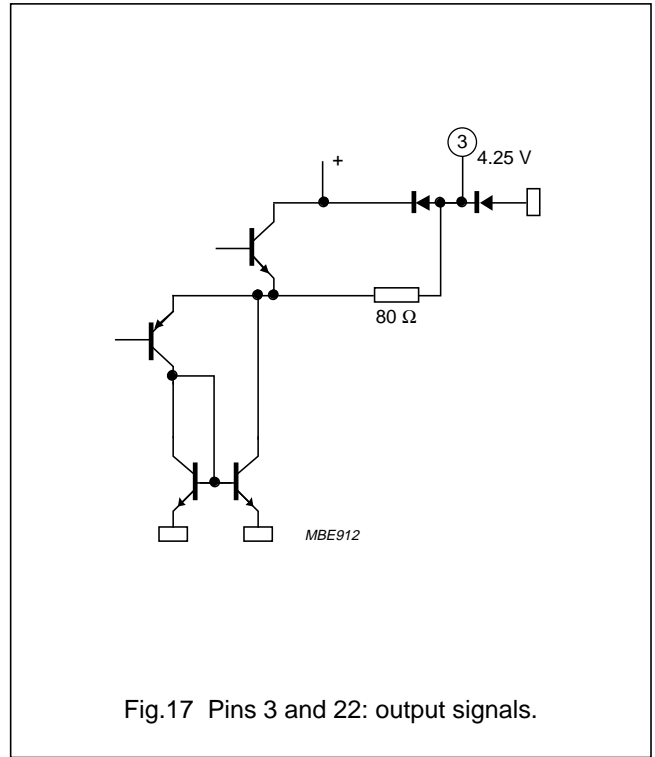 3
4.25 V
+
80 Ω
MBE912
Fig.17 Pins 3 and 22: output signals.